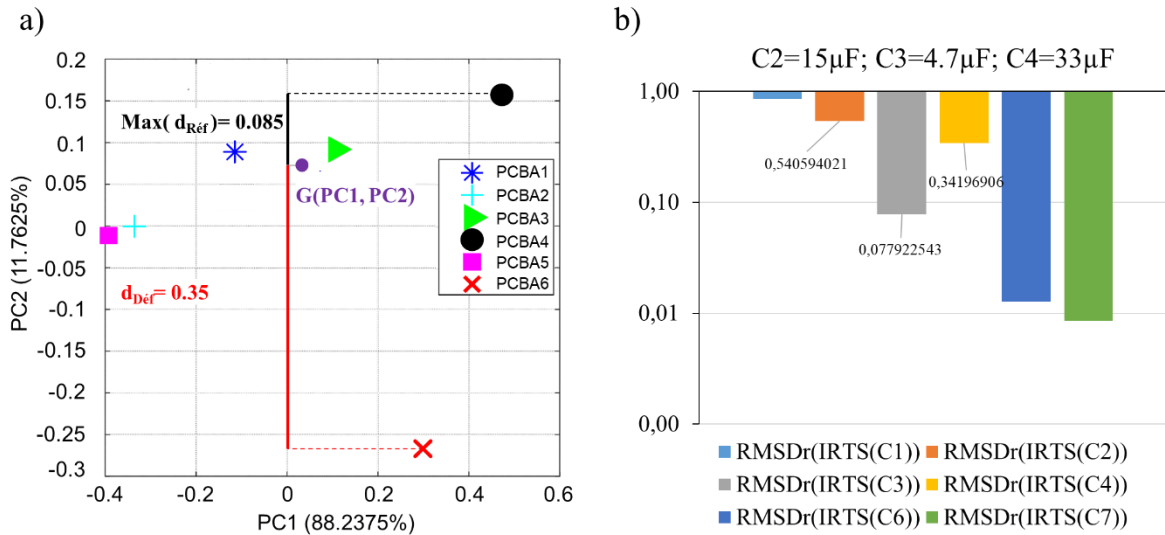 a)
0.2
0.15
0.1
0.05
0
-0.05
-0.1
-0.15
-0.2
-0.25
-0.3
PC2 (11.7625%)
Max( dRéf)= 0.085
G(PC1, PC2)
dDéf= 0.35
PCBA1
PCBA2
PCBA3
PCBA4
PCBA5
PCBA6
-0.4
-0.2
0
0.2
0.4
0.6
PC1 (88.2375%)
b)
C2=15µF; C3=4.7µF; C4=33µF
1,00
0,10
0,01
0,00
0,540594021
0,077922543
0,34196906
RMSDr(IRTS(C1)) RMSDr(IRTS(C2))
RMSDr(IRTS(C3)) RMSDr(IRTS(C4))
RMSDr(IRTS(C6)) RMSDr(IRTS(C7))